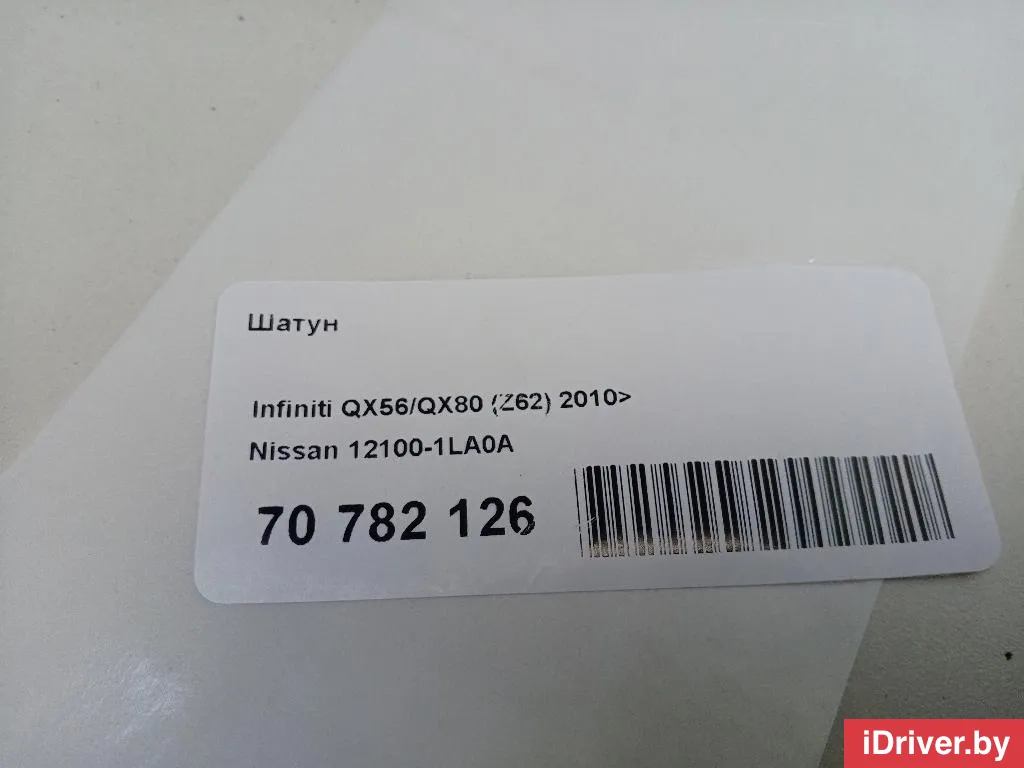 Шатун
Infiniti QX56/QX80 (Z62) 2010>
Nissan 12100-1LA0A
70 782 126
iDriver.by